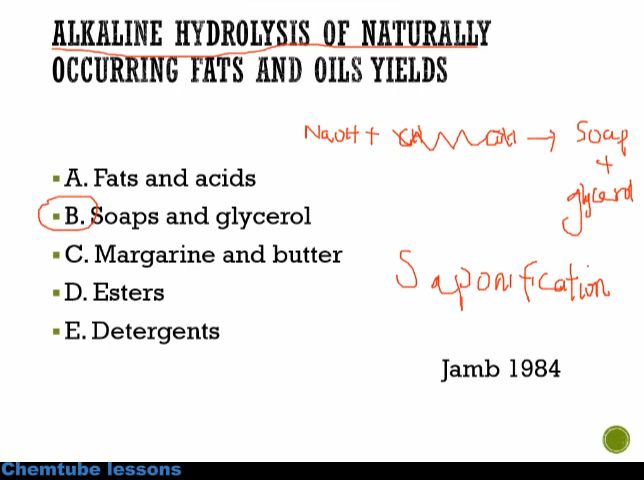 ALKALINE HYDROLYSIS OF NATURALLY
OCCURRING FATS AND OILS YIELDS
NaOH + → Soap
+
glycerol
A. Fats and acids
B. Soaps and glycerol
C. Margarine and butter
D. Esters
E. Detergents
Saponification
Jamb 1984
Chemtube lessons